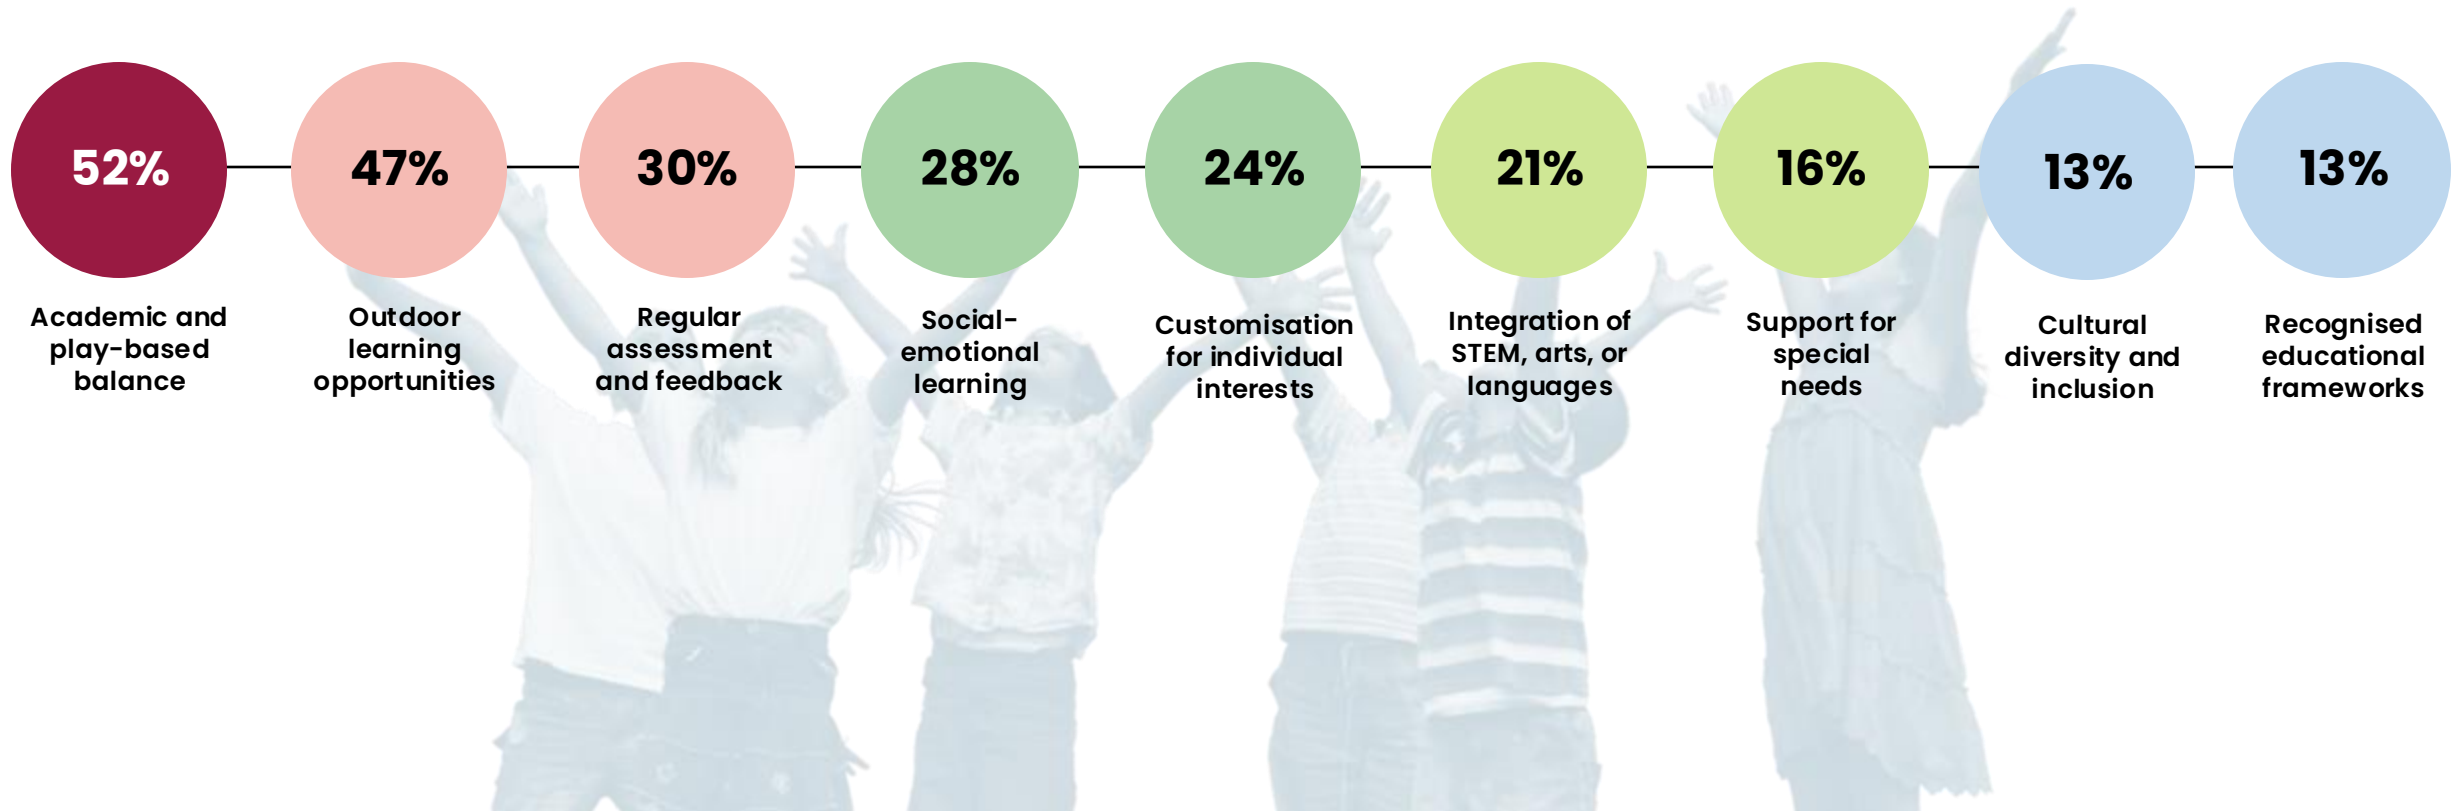 52%
47%
30%
28%
24%
21%
16%
13%
13%
Academic and
play-based
balance
Outdoor
learning
opportunities
Regular
assessment
and feedback
Social-
emotional
learning
Customisation
for individual
interests
Integration of
STEM, arts, or
languages
Support for
special
needs
Cultural
diversity and
inclusion
Recognised
educational
frameworks